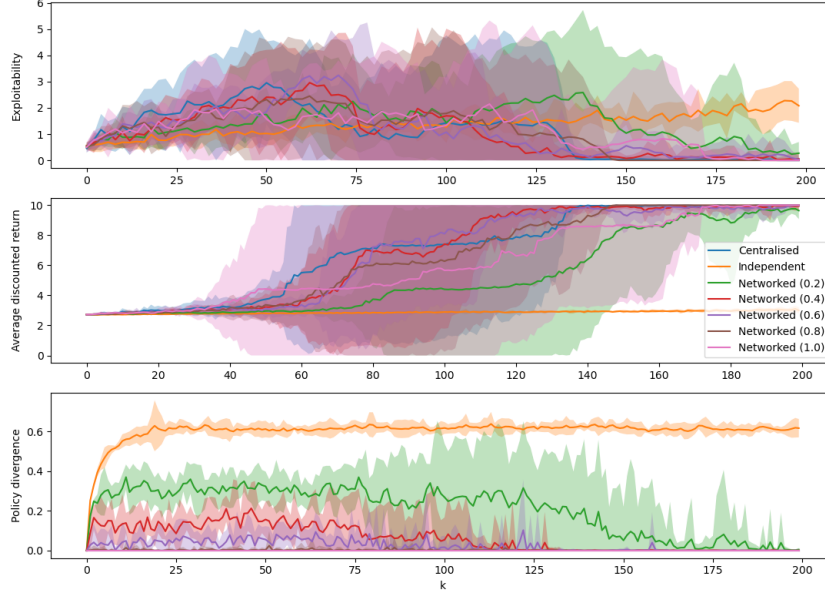 6
5
4
3
2
1
0
Exploitability
0 25 50 75 100 125 150 175 200
10
8
6
4
2
0
Average discounted return
Centralised
Independent
Networked (0.2)
Networked (0.4)
Networked (0.6)
Networked (0.8)
Networked (1.0)
0 20 40 60 80 100 120 140 160 180 200
0.6
0.4
0.2
0.0
Policy divergence
0 25 50 75 100 125 150 175 200
k